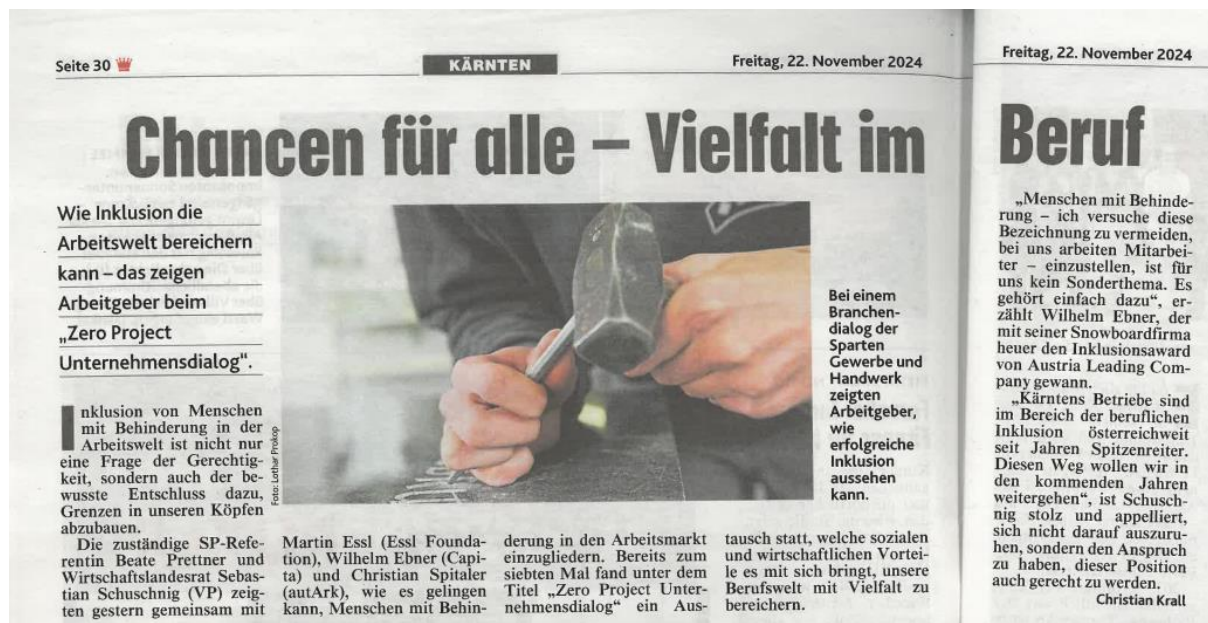 Seite 30
KÄRNTEN
Freitag, 22. November 2024
Freitag, 22. November 2024
Chancen für alle – Vielfalt im Beruf
Wie Inklusion die
Arbeitswelt bereichern
kann – das zeigen
Arbeitgeber beim
„Zero Project
Unternehmensdialog“.
Inklusion von Menschen
mit Behinderung in der
Arbeitswelt ist nicht nur
eine Frage der Gerechtig-
keit, sondern auch der be-
wusste Entschluss dazu,
Grenzen in unseren Köpfen
abzubauen.
Die zuständige SP-Refe-
rentin Beate Prettner und
Wirtschaftslandesrat Sebas-
tian Schuschnig (VP) zeig-
ten gestern gemeinsam mit
Foto: Lothar Prokop
Bei einem
Branchen-
dialog der
Sparten
Gewerbe und
Handwerk
zeigten
Arbeitgeber,
wie
erfolgreiche
Inklusion
aussehen
kann.
Martin Essl (Essl Founda-
tion), Wilhelm Ebner (Capi-
ta) und Christian Spitaler
(autArk), wie es gelingen
kann, Menschen mit Behin-
derung in den Arbeitsmarkt
einzugliedern. Bereits zum
siebten Mal fand unter dem
Titel „Zero Project Unter-
nehmensdialog“ ein Aus-
tausch statt, welche sozialen
und wirtschaftlichen Vortei-
le es mit sich bringt, unsere
Berufswelt mit Vielfalt zu
bereichern.
„Menschen mit Behinde-
rung – ich versuche diese
Bezeichnung zu vermeiden,
bei uns arbeiten Mitarbei-
ter – einzustellen, ist für
uns kein Sonderthema. Es
gehört einfach dazu“, er-
zählt Wilhelm Ebner, der
mit seiner Snowboardfirma
heuer den Inklusionsaward
von Austria Leading Com-
pany gewann.
„Kärntens Betriebe sind
im Bereich der beruflichen
Inklusion österreichweit
seit Jahren Spitzenreiter.
Diesen Weg wollen wir in
den kommenden Jahren
weitergehen“, ist Schusch-
nig stolz und appelliert,
sich nicht darauf auszuru-
hen, sondern den Anspruch
zu haben, dieser Position
auch gerecht zu werden.
Christian Krall